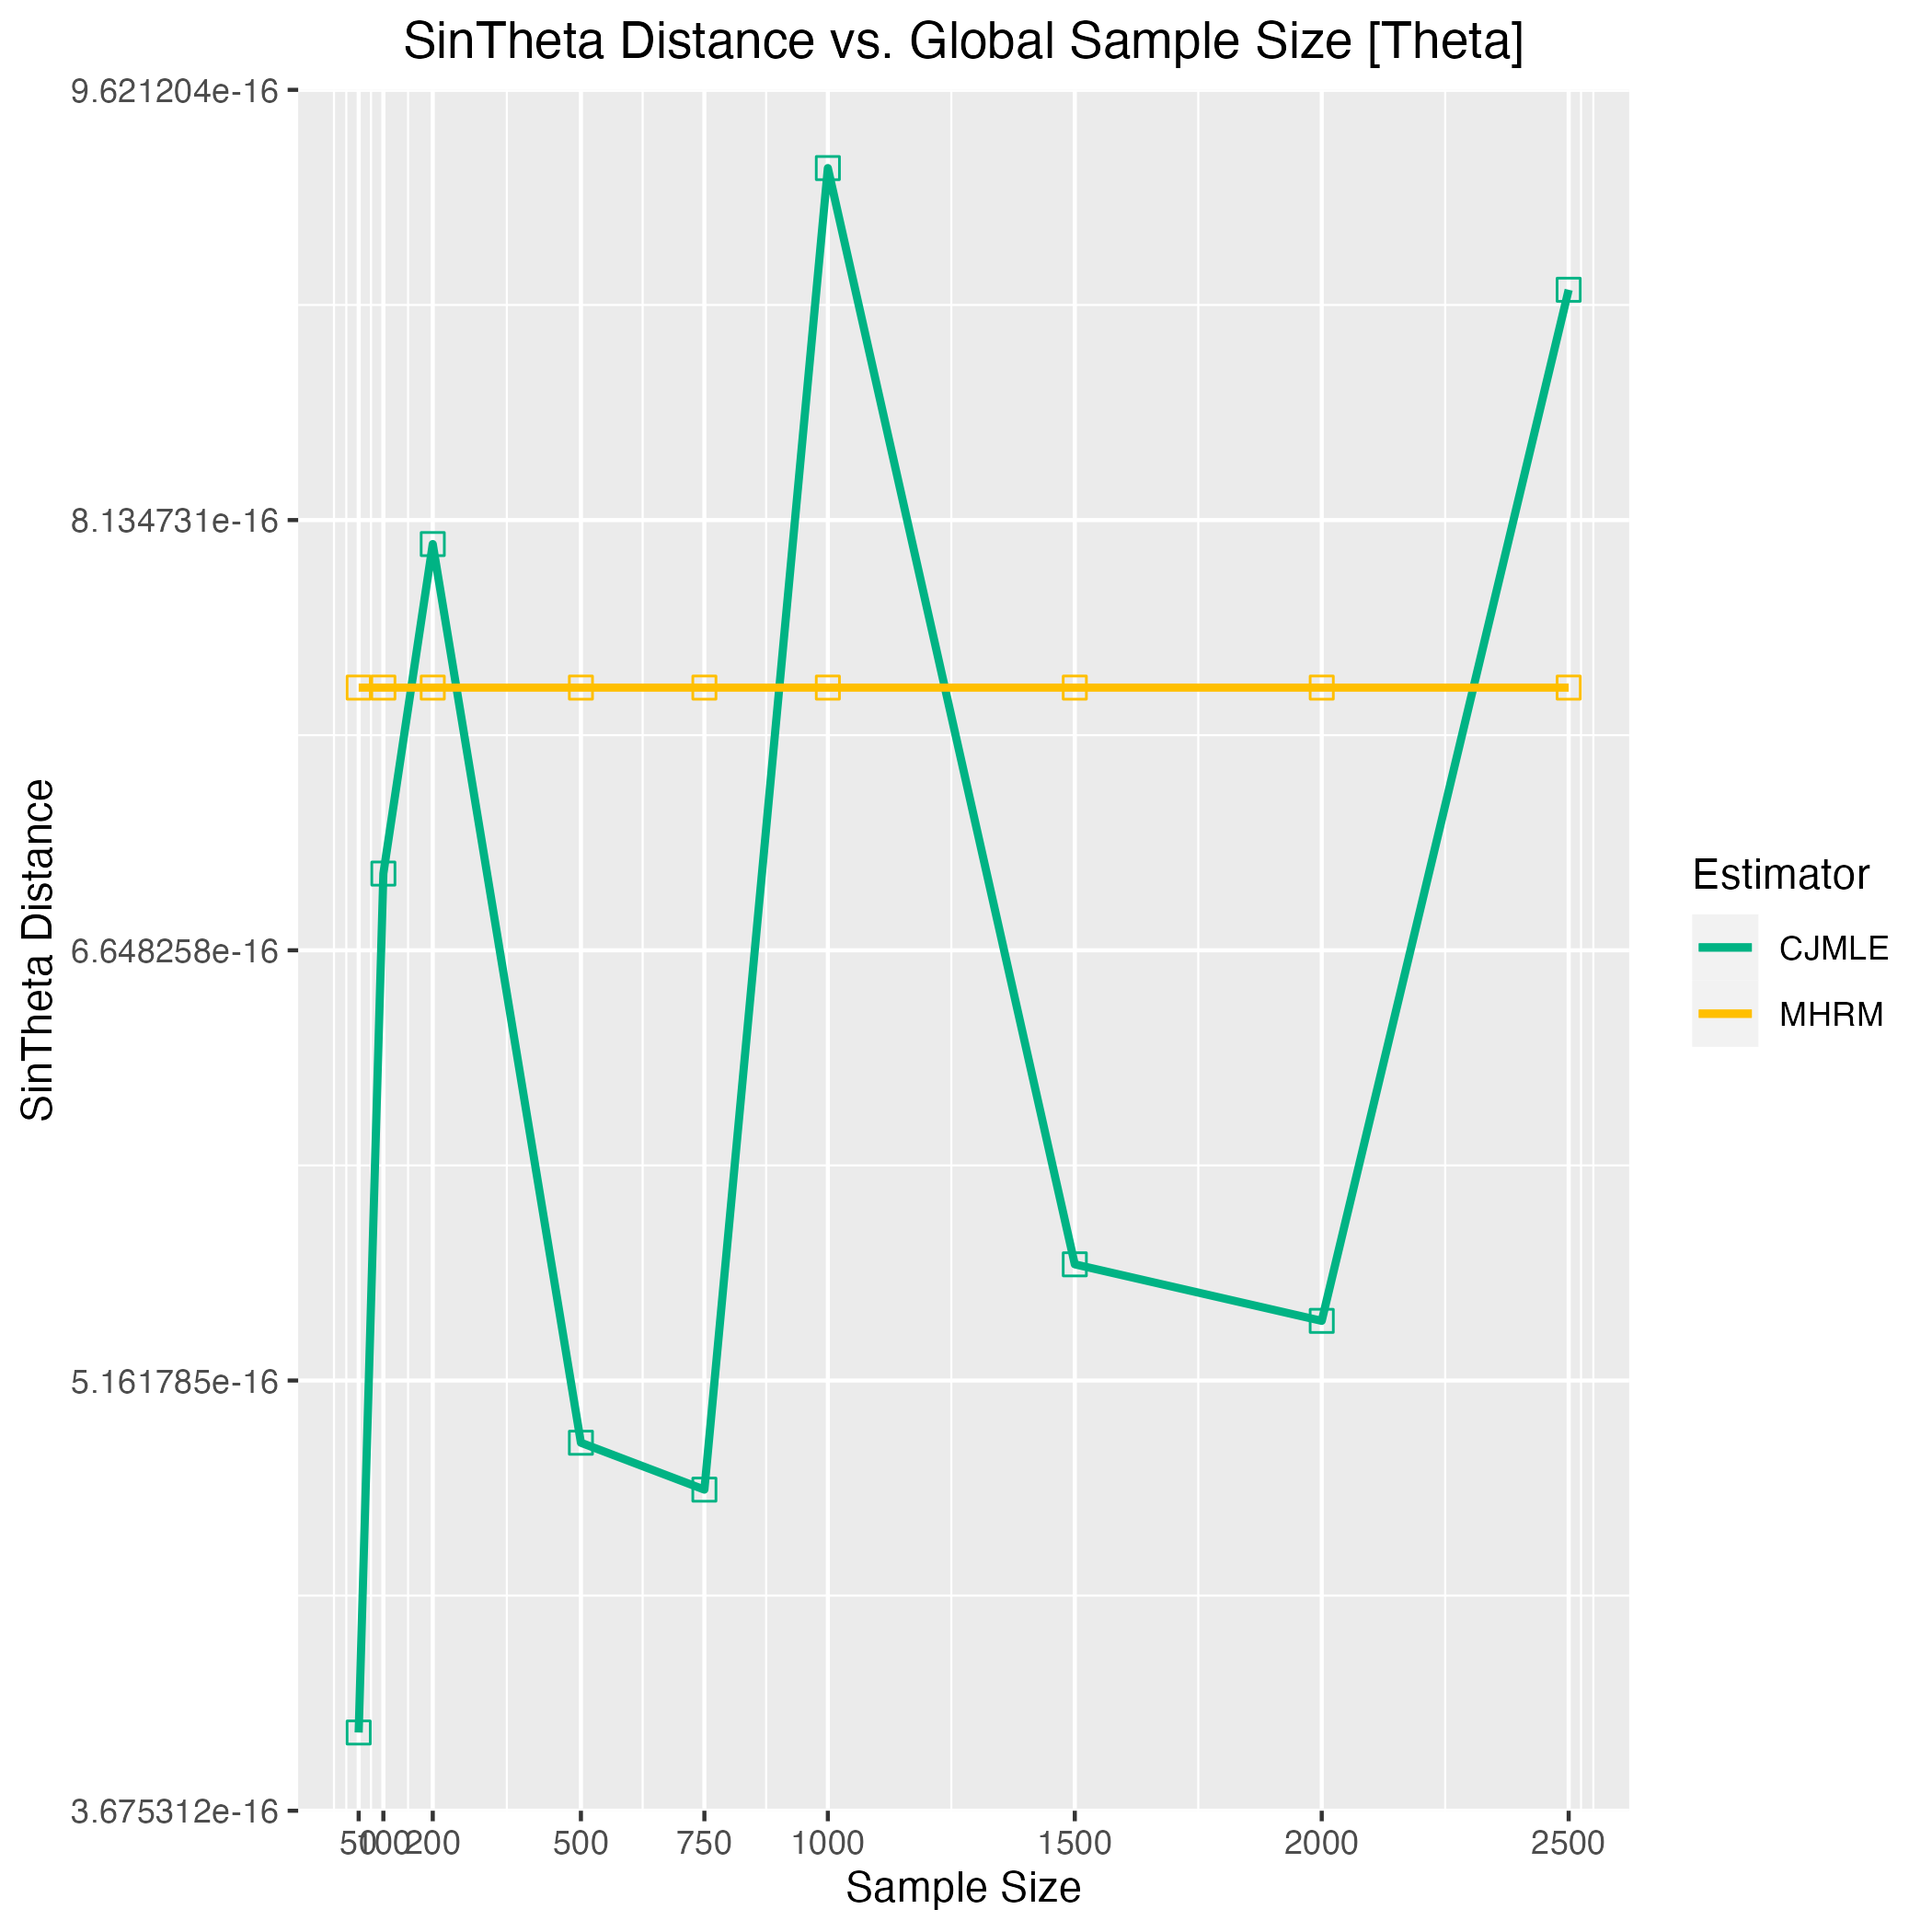 SinTheta Distance vs. Global Sample Size [Theta]
9.621204e-16
8.134731e-16
6.648258e-16
5.161785e-16
3.675312e-16
SinTheta Distance
50 100 200 500 750 1000 1500 2000 2500
Sample Size
Estimator
CJMLE
MHRM